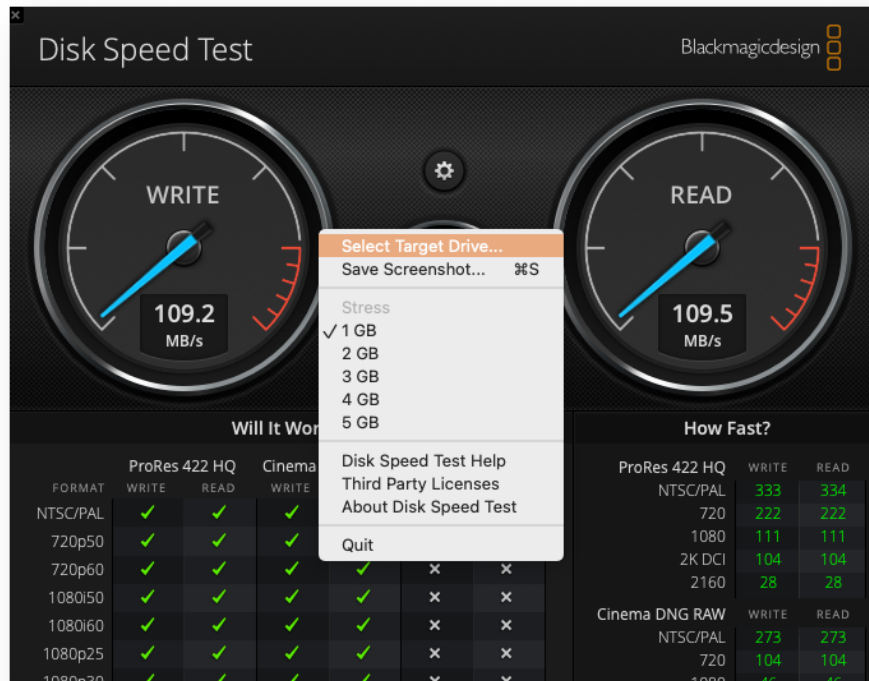 Disk Speed Test
Blackmagicdesign
WRITE
109.2
MB/s
READ
109.5
MB/s
Select Target Drive...
Save Screenshot... ⌘S
Stress
✓ 1 GB
2 GB
3 GB
4 GB
5 GB
Disk Speed Test Help
Third Party Licenses
About Disk Speed Test
Quit
Will It Wor
ProRes 422 HQ Cinema
FORMAT WRITE READ WRITE
NTSC/PAL ✓ ✓ ✓
720p50 ✓ ✓ ✓
720p60 ✓ ✓ ✓ ✓ × ×
1080i50 ✓ ✓ ✓ ✓ × ×
1080i60 ✓ ✓ ✓ ✓ × ×
1080p25 ✓ ✓ ✓ ✓ × ×
1080p30 ✓ ✓ ✓ ✓ × ×
How Fast?
ProRes 422 HQ WRITE READ
NTSC/PAL 333 334
720 222 222
1080 111 111
2K DCI 104 104
2160 28 28
Cinema DNG RAW WRITE READ
NTSC/PAL 273 273
720 104 104
1080 46 46